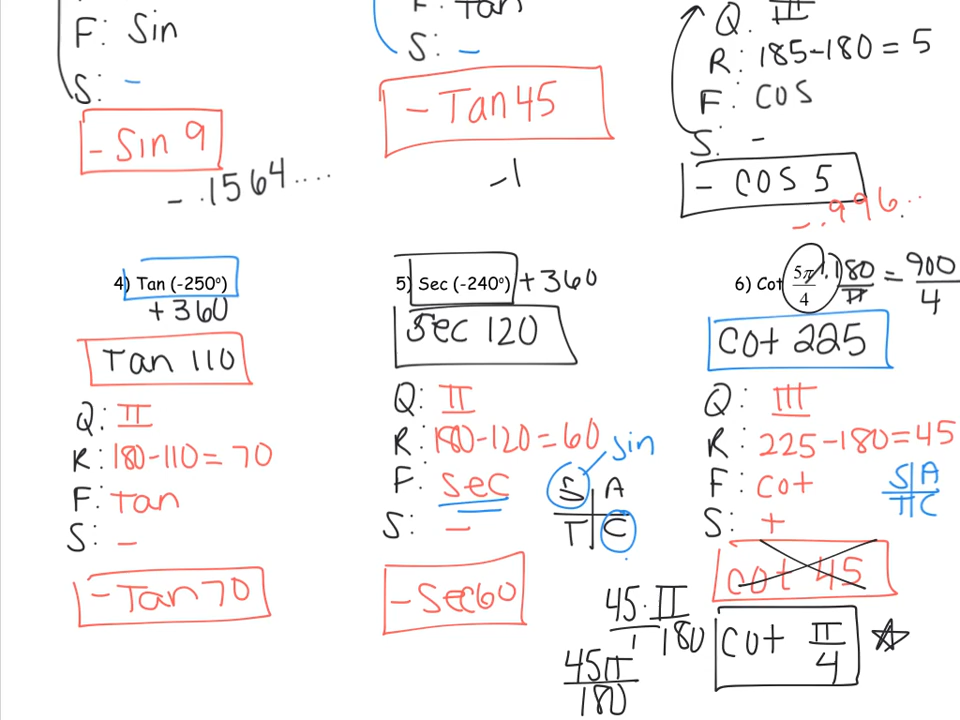 F: Sin
S: -
- Sin 9
- .1564....
F: Tan
S: -
- Tan 45
-1
Q. III
R: 185-180 = 5
F: COS
S: -
- COS 5
-.996..
4) Tan (-250°)
+ 360
Tan 110
Q: II
R: 180-110 = 70
F: Tan
S: -
- Tan 70
5) Sec (-240°) + 360
Sec 120
Q: II
R: 180-120 = 60
F: sec
S: -
sin
S A
T C
- Sec 60
6) Cot 5π/4 · 180/π = 900/4
Cot 225
Q: III
R: 225-180 = 45
F: Cot
S: +
S A
T C
Cot 45
45/1 · π/180
45π/180
Cot π/4